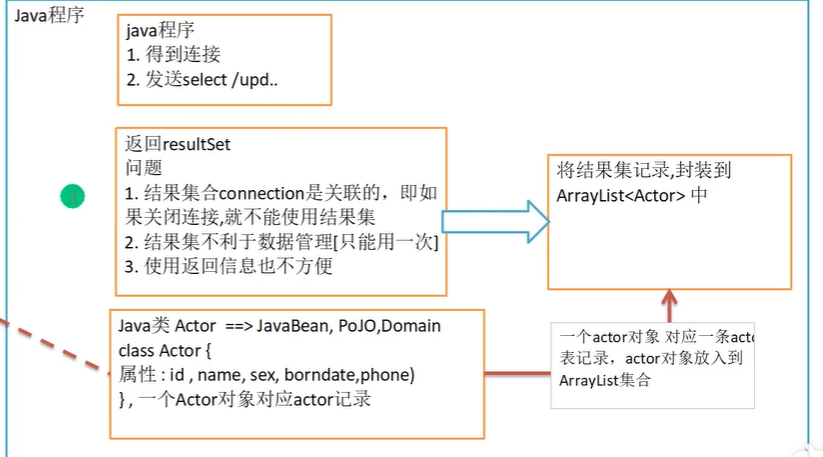 Java程序
java程序
1. 得到连接
2. 发送select /upd..
返回resultSet
问题
1. 结果集合connection是关联的，即如
果关闭连接,就不能使用结果集
2. 结果集不利于数据管理[只能用一次]
3. 使用返回信息也不方便
将结果集记录,封装到
ArrayList<Actor> 中
Java类 Actor ==> JavaBean, PoJO,Domain
class Actor {
属性 : id , name, sex, borndate,phone)
} , 一个Actor对象对应actor记录
一个actor对象 对应一条acto
表记录，actor对象放入到
ArrayList集合